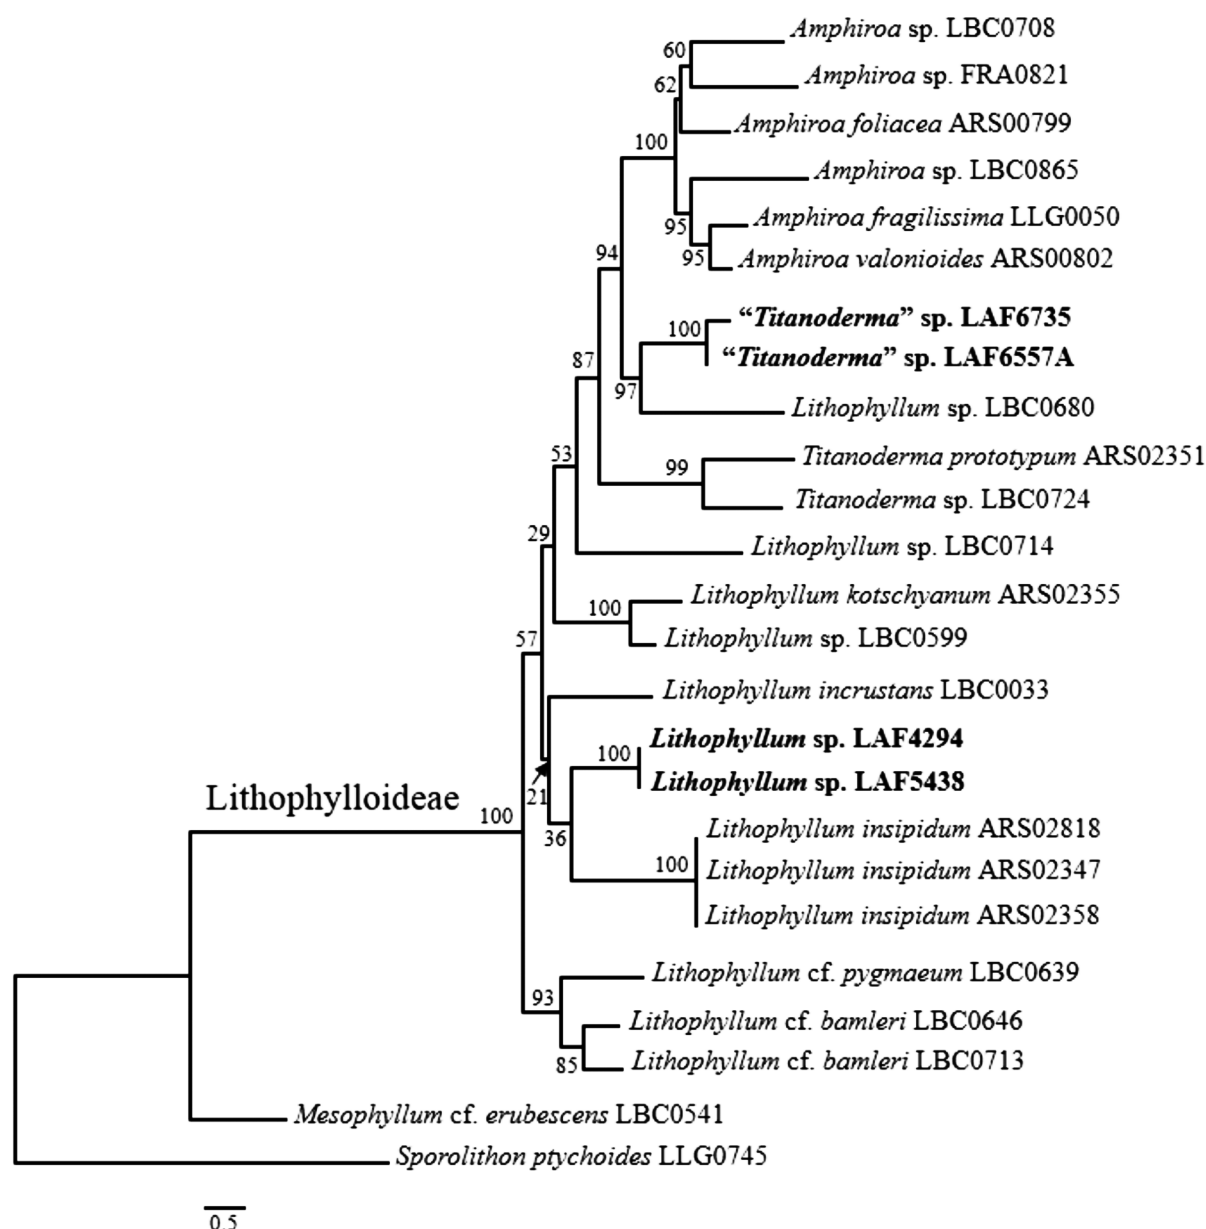 Amphiroa sp. LBC0708
60
Amphiroa sp. FRA0821
62
Amphiroa foliacea ARS00799
100
Amphiroa sp. LBC0865
Amphiroa fragilissima LLG0050
95
94
95
Amphiroa valonioides ARS00802
“Titanoderma” sp. LAF6735
100
“Titanoderma” sp. LAF6557A
87
97
Lithophyllum sp. LBC0680
53
Titanoderma prototypum ARS02351
99
Titanoderma sp. LBC0724
29
Lithophyllum sp. LBC0714
Lithophyllum kotschyanum ARS02355
100
57
Lithophyllum sp. LBC0599
Lithophyllum incrustans LBC0033
Lithophyllum sp. LAF4294
100
Lithophyllum sp. LAF5438
21
Lithophylloideae
100
36
Lithophyllum insipidum ARS02818
100
Lithophyllum insipidum ARS02347
Lithophyllum insipidum ARS02358
Lithophyllum cf. pygmaeum LBC0639
93
Lithophyllum cf. bamleri LBC0646
85
Lithophyllum cf. bamleri LBC0713
Mesophyllum cf. erubescens LBC0541
Sporolithon ptychoides LLG0745
0.5